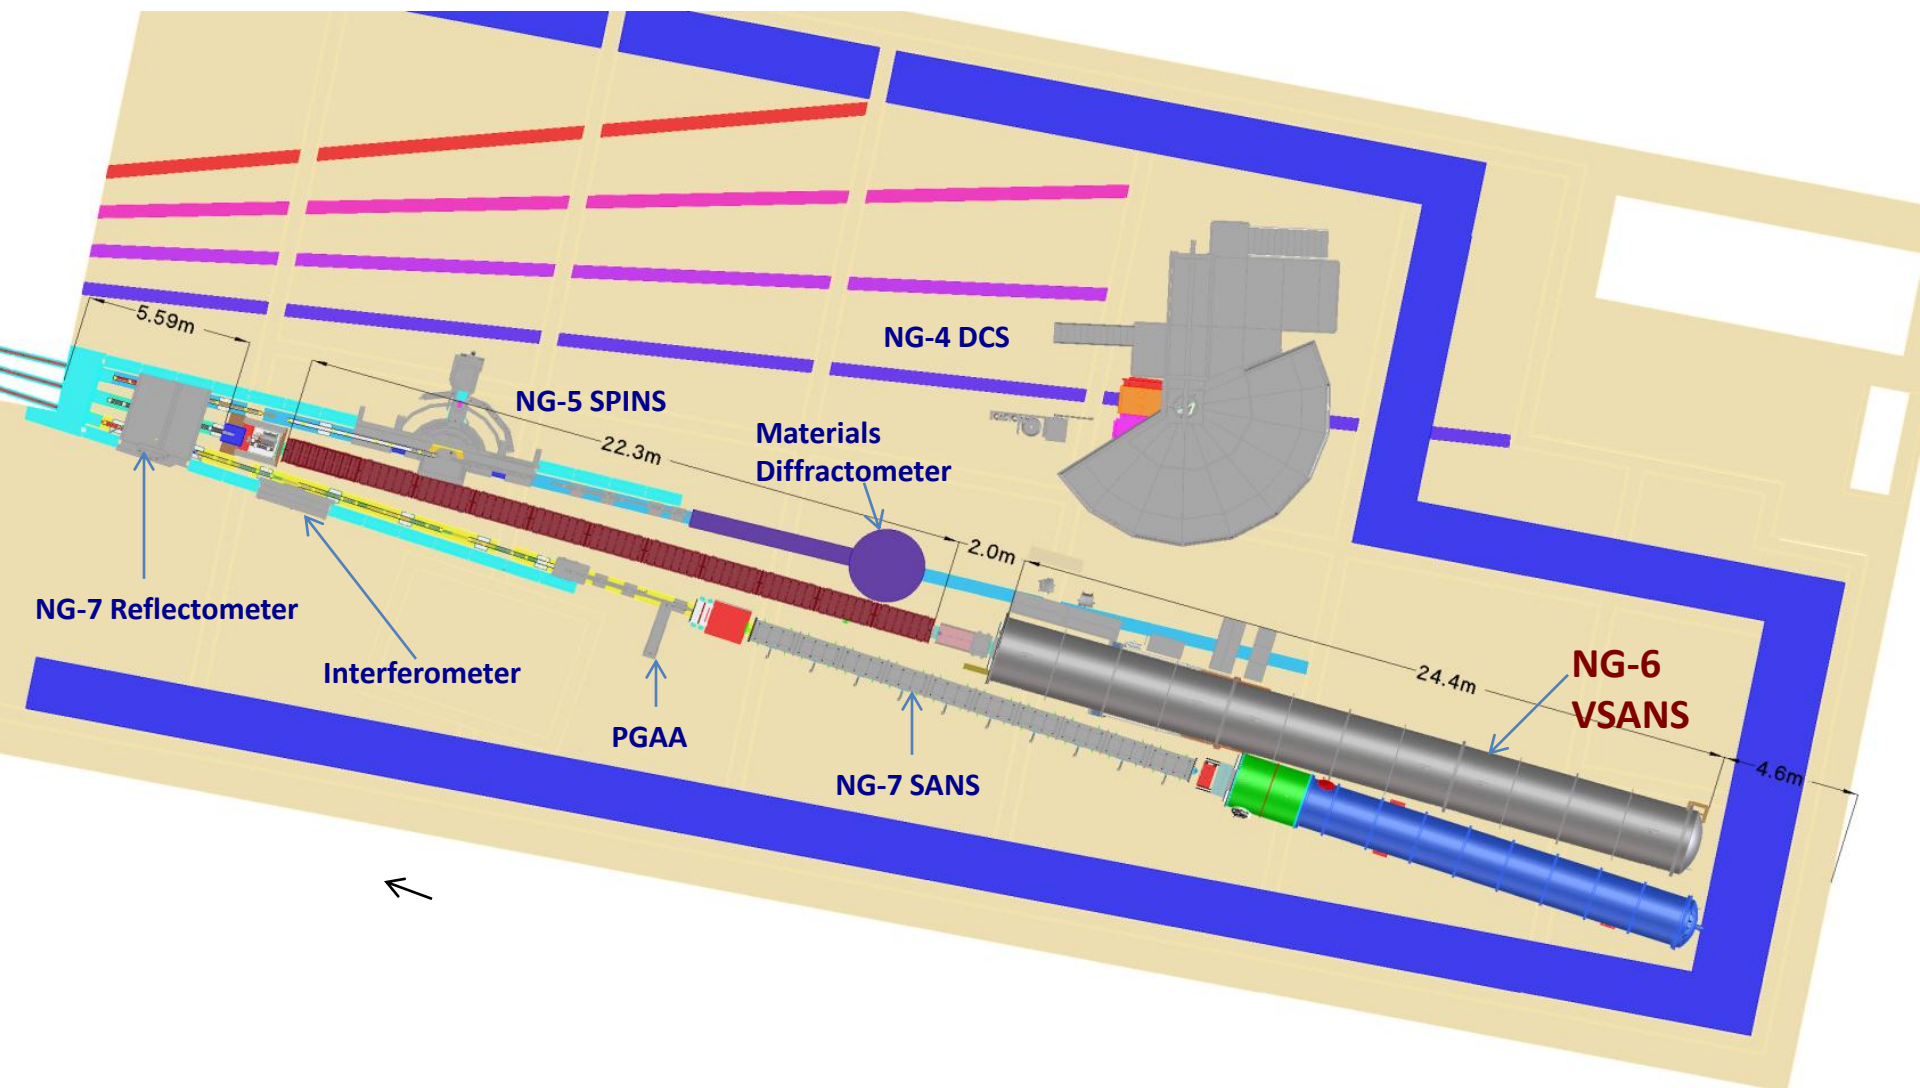 5.59m
NG-4 DCS
NG-5 SPINS
22.3m
Materials
Diffractometer
2.0m
NG-7 Reflectometer
Interferometer
PGAA
NG-7 SANS
24.4m
NG-6
VSANS
4.6m